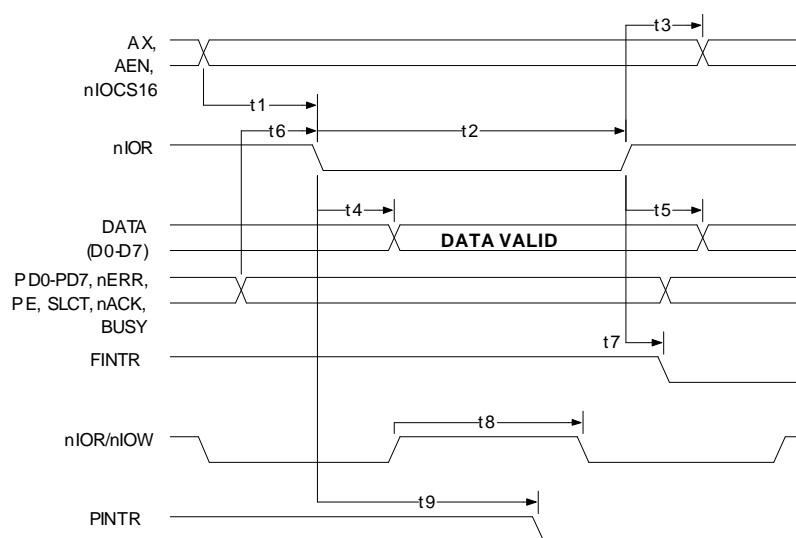 t3
AX,
AEN,
nIOCS16
t1
t6
t2
nIOR
t4
t5
DATA
(D0-D7)
DATA VALID
PD0-PD7, nERR,
PE, SLCT, nACK,
BUSY
t7
FINTR
t8
nIOR/nIOW
t9
PINTR